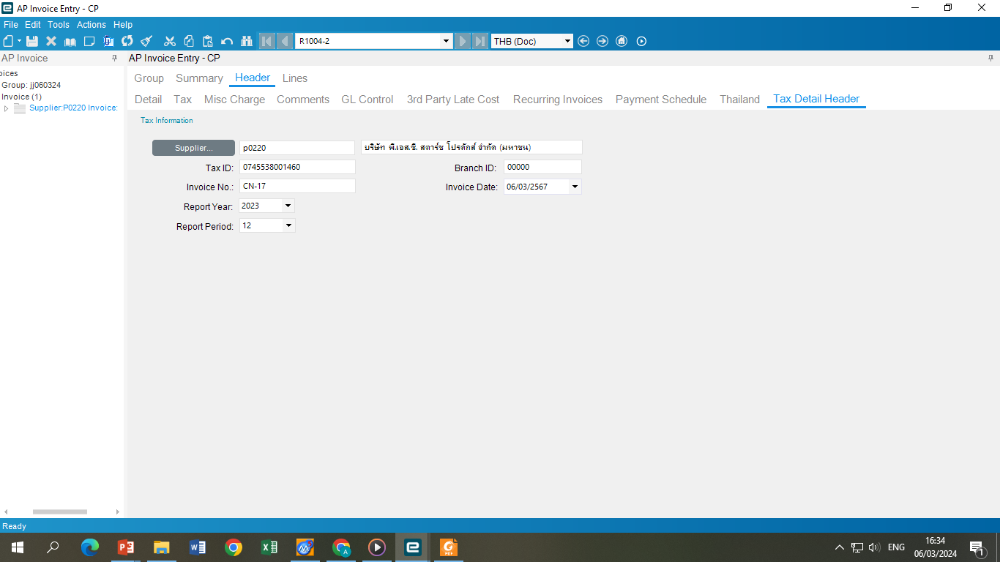 AP Invoice Entry - CP
File Edit Tools Actions Help
R1004-2 THB (Doc)
AP Invoice
AP Invoice Entry - CP
oices
Group: jj060324
Invoice (1)
Supplier:P0220 Invoice:
Group Summary Header Lines
Detail Tax Misc Charge Comments GL Control 3rd Party Late Cost Recurring Invoices Payment Schedule Thailand Tax Detail Header
Tax Information
Supplier... p0220 บริษัท พี.เอส.ซี. สตาร์ช โปรดักส์ จำกัด (มหาชน)
Tax ID: 0745538001460 Branch ID: 00000
Invoice No.: CN-17 Invoice Date: 06/03/2567
Report Year: 2023
Report Period: 12
Ready
ENG
16:34
06/03/2024
1